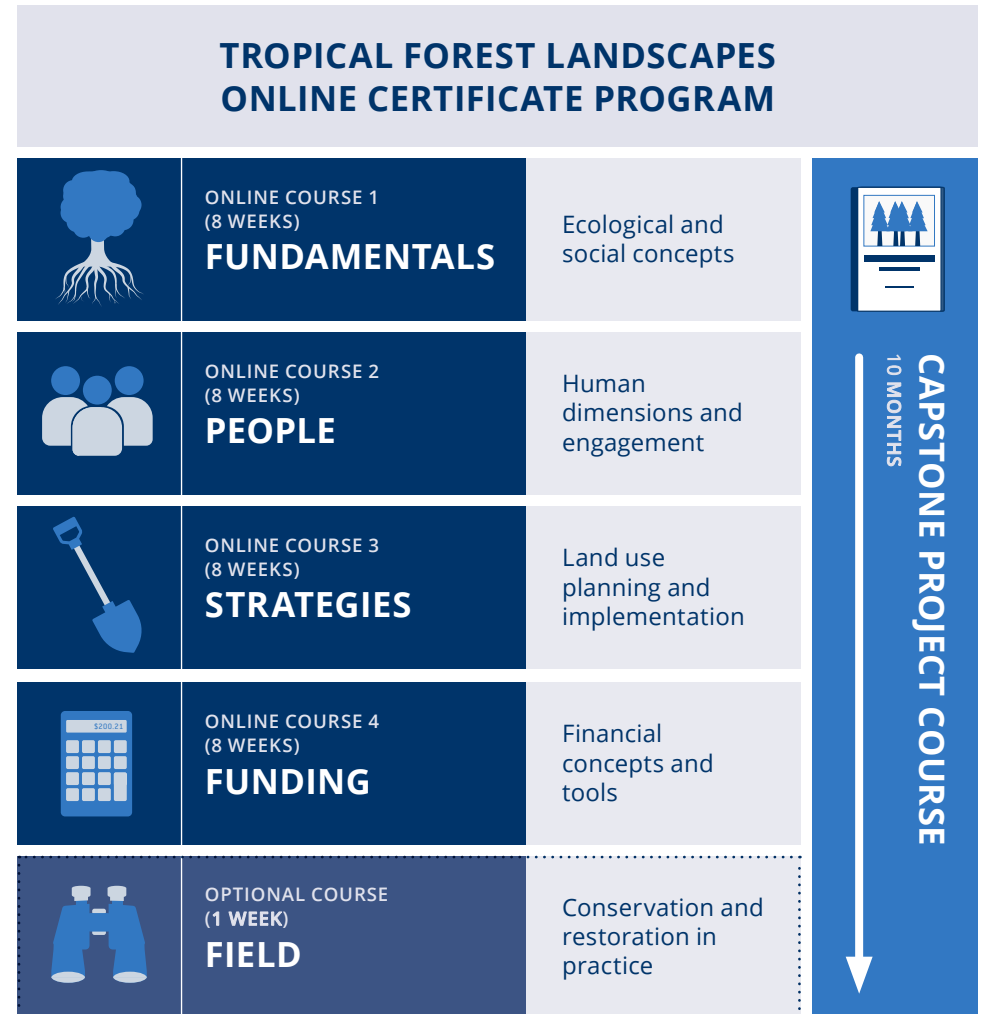 TROPICAL FOREST LANDSCAPES
ONLINE CERTIFICATE PROGRAM
ONLINE COURSE 1
(8 WEEKS)
FUNDAMENTALS
Ecological and
social concepts
ONLINE COURSE 2
(8 WEEKS)
PEOPLE
Human
dimensions and
engagement
ONLINE COURSE 3
(8 WEEKS)
STRATEGIES
Land use
planning and
implementation
$200.21
ONLINE COURSE 4
(8 WEEKS)
FUNDING
Financial
concepts and
tools
OPTIONAL COURSE
(1 WEEK)
FIELD
Conservation and
restoration in
practice
CAPSTONE PROJECT COURSE
10 MONTHS